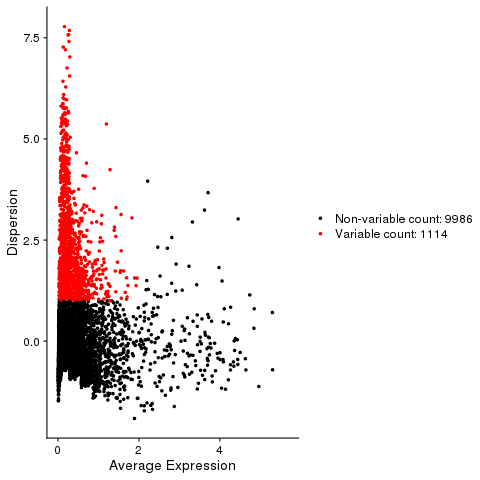 7.5
5.0
2.5
0.0
Dispersion
0
2
4
Average Expression
Non-variable count: 9986
Variable count: 1114